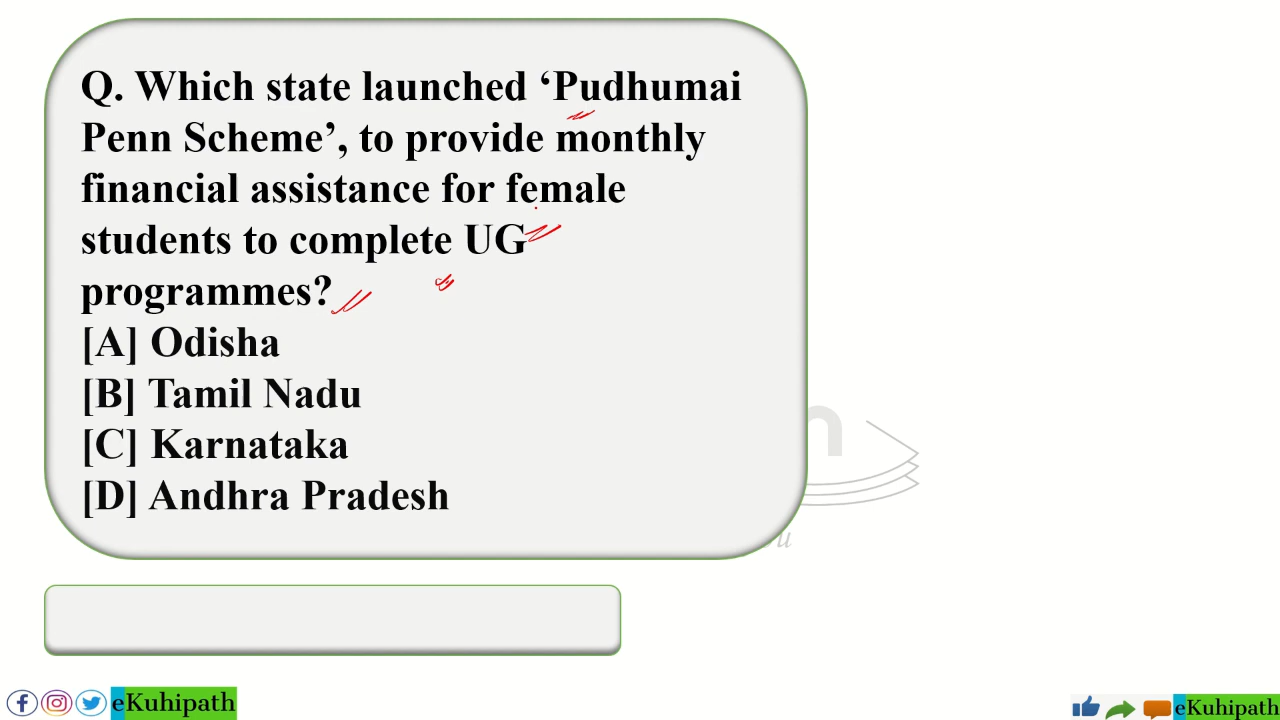 Q. Which state launched ‘Pudhumai
Penn Scheme’, to provide monthly
financial assistance for female
students to complete UG
programmes?
[A] Odisha
[B] Tamil Nadu
[C] Karnataka
[D] Andhra Pradesh
eKuhipath
eKuhipath